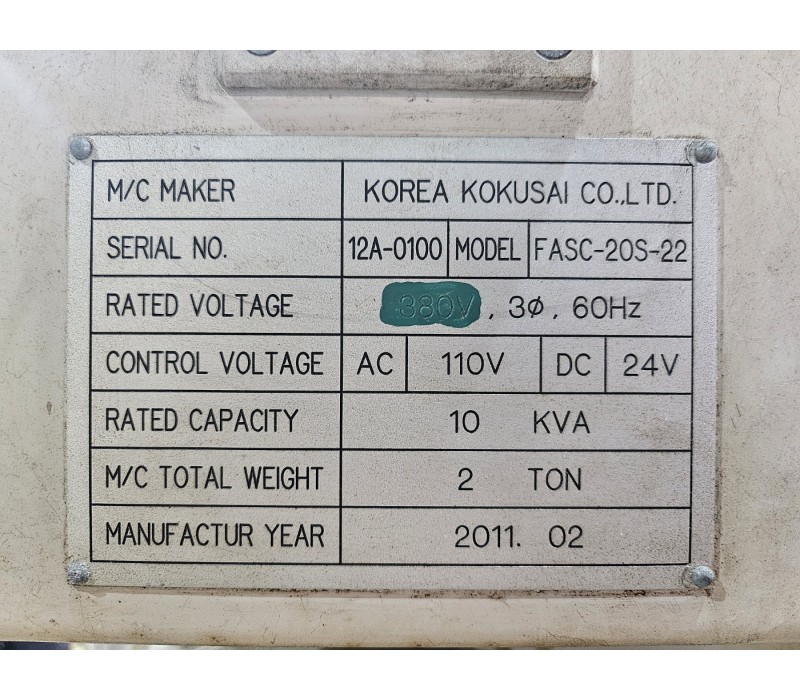 M/C MAKER KOREA KOKUSAI CO.,LTD.
SERIAL NO. 12A-0100 MODEL FASC-20S-22
RATED VOLTAGE 380V, 3ø, 60Hz
CONTROL VOLTAGE AC 110V DC 24V
RATED CAPACITY 10 KVA
M/C TOTAL WEIGHT 2 TON
MANUFACTUR YEAR 2011. 02